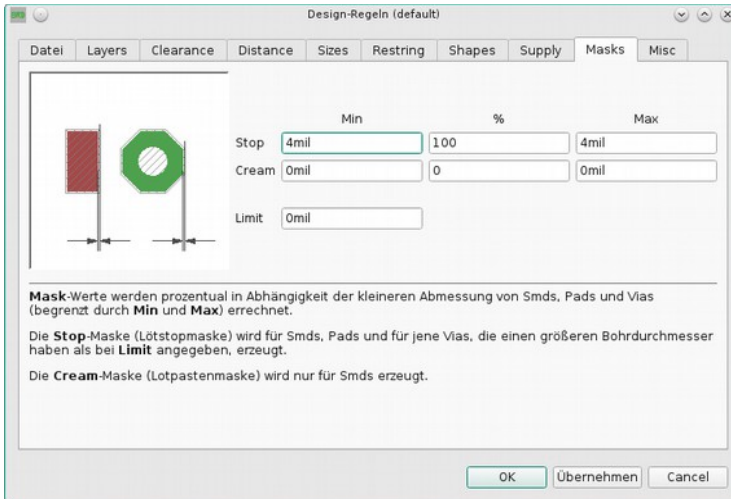 BRD
Design-Regeln (default)
Datei Layers Clearance Distance Sizes Restring Shapes Supply Masks Misc
Min % Max
Stop 4mil 100 4mil
Cream 0mil 0 0mil
Limit 0mil
Mask-Werte werden prozentual in Abhängigkeit der kleineren Abmessung von Smds, Pads und Vias
(begrenzt durch Min und Max) errechnet.
Die Stop-Maske (Lötstopmaske) wird für Smds, Pads und für jene Vias, die einen größeren Bohrdurchmesser
haben als bei Limit angegeben, erzeugt.
Die Cream-Maske (Lotpastenmaske) wird nur für Smds erzeugt.
OK Übernehmen Cancel